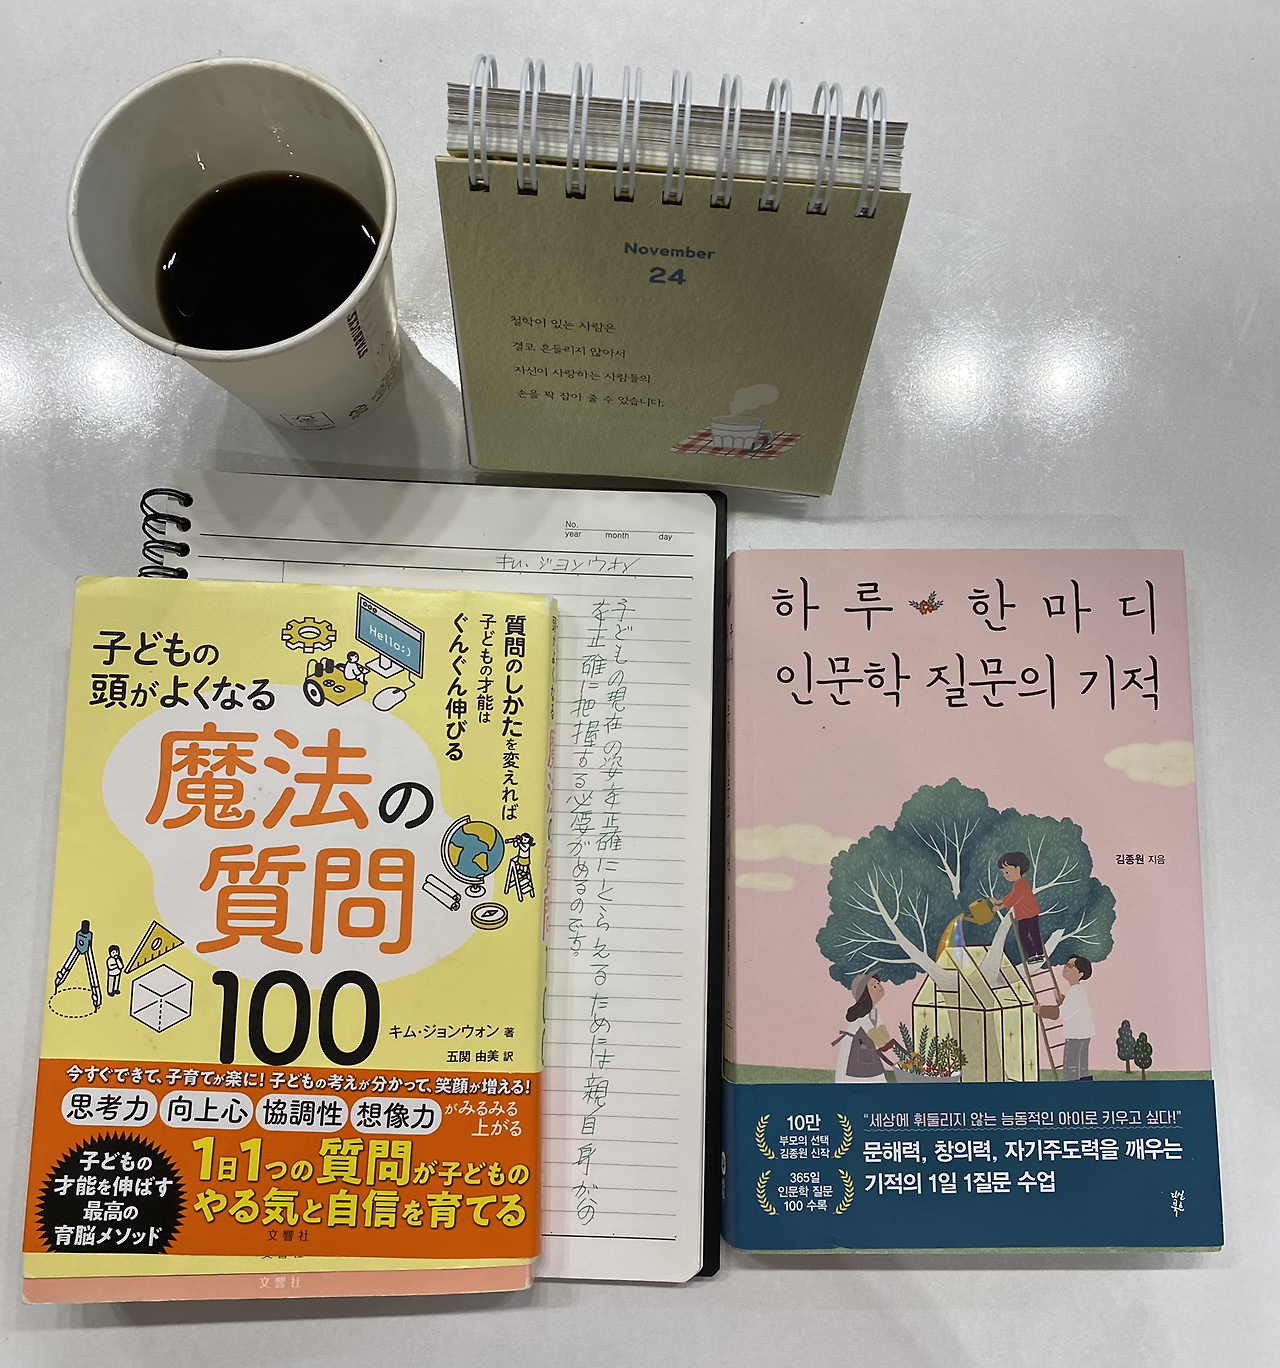 STARBUCKS
November
24
철학이 있는 사람은
결코 흔들리지 않아서
자신이 사랑하는 사람들의
손을 꽉 잡아 줄 수 있습니다.
No.
year month day
キム・ジョンウォン
子どもの現在の姿を正確にとらえるためには親自身がの
を正確に把握する必要があるのです。
質問のしかたを変えれば
子どもの才能は
ぐんぐん伸びる
Hello:)
子どもの
頭がよくなる
魔法の
質問
100
キム・ジョンウォン 著
五関 由美 訳
今すぐできて、子育てが楽に! 子どもの考えが分かって、笑顔が増える!
思考力 向上心 協調性 想像力 がみるみる
上がる
子どもの
才能を伸ばす
最高の
育脳メソッド
1日1つの質問が子どもの
やる気と自信を育てる
文響社
文響社
하루 한마디
인문학 질문의 기적
김종원 지음
10만
부모의 선택
김종원 신작
365일
인문학 질문
100 수록
“세상에 휘둘리지 않는 능동적인 아이로 키우고 싶다!”
문해력, 창의력, 자기주도력을 깨우는
기적의 1일 1질문 수업